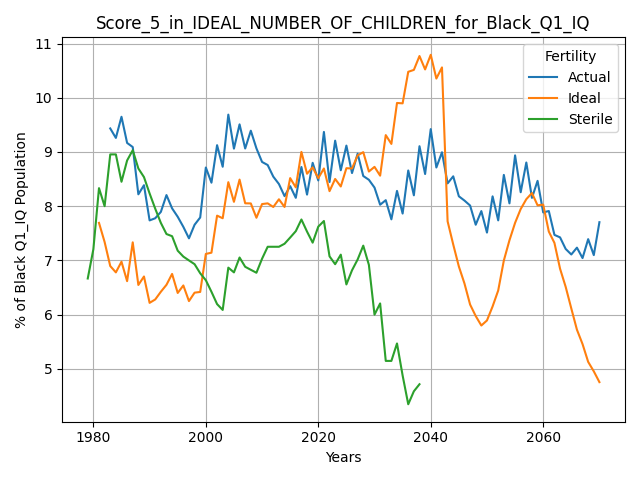 Score_5_in_IDEAL_NUMBER_OF_CHILDREN_for_Black_Q1_IQ
Fertility
Actual
Ideal
Sterile
% of Black Q1_IQ Population
11
10
9
8
7
6
5
1980
2000
2020
2040
2060
Years